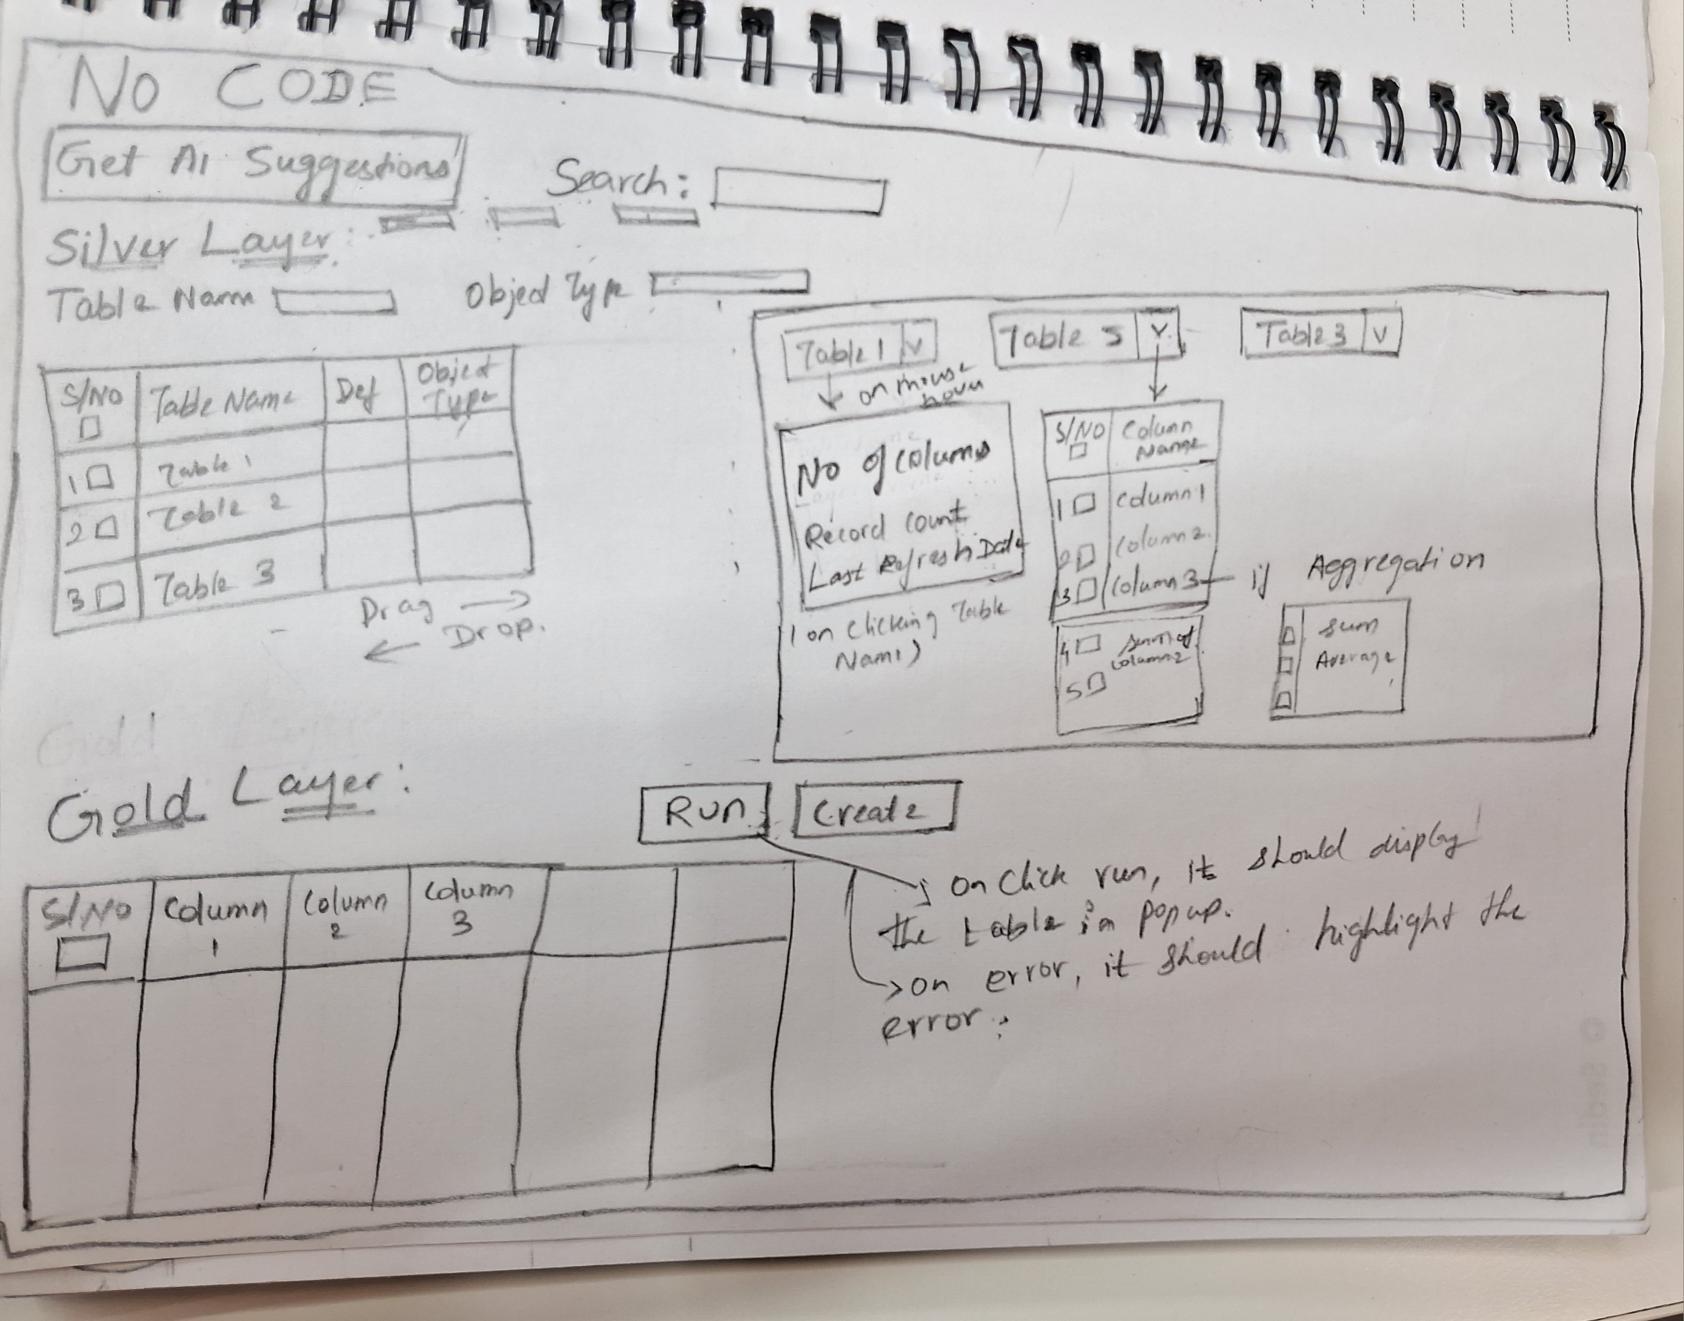 NO CODE
Get AI Suggestions
Search:
Silver Layer:
Table Name
Object Type
S/NO Table Name Def Object Type
1 Table 1
2 Table 2
3 Table 3
Drag
Drop.
Table 1 V
on mouse
hover
No of columns
Record count
Last Refresh Date
(on clicking Table
Name)
Table 5 V
S/NO Column
Name
1 Column 1
2 Column 2
3 Column 3
if Aggregation
4 Sum of
Column 2
5
Sum
Average
Table 3 V
Gold Layer:
Run
Create
S/NO Column
1
Column
2
Column
3
On Click run, it should display
the table in pop up.
on error, it should highlight the
error.